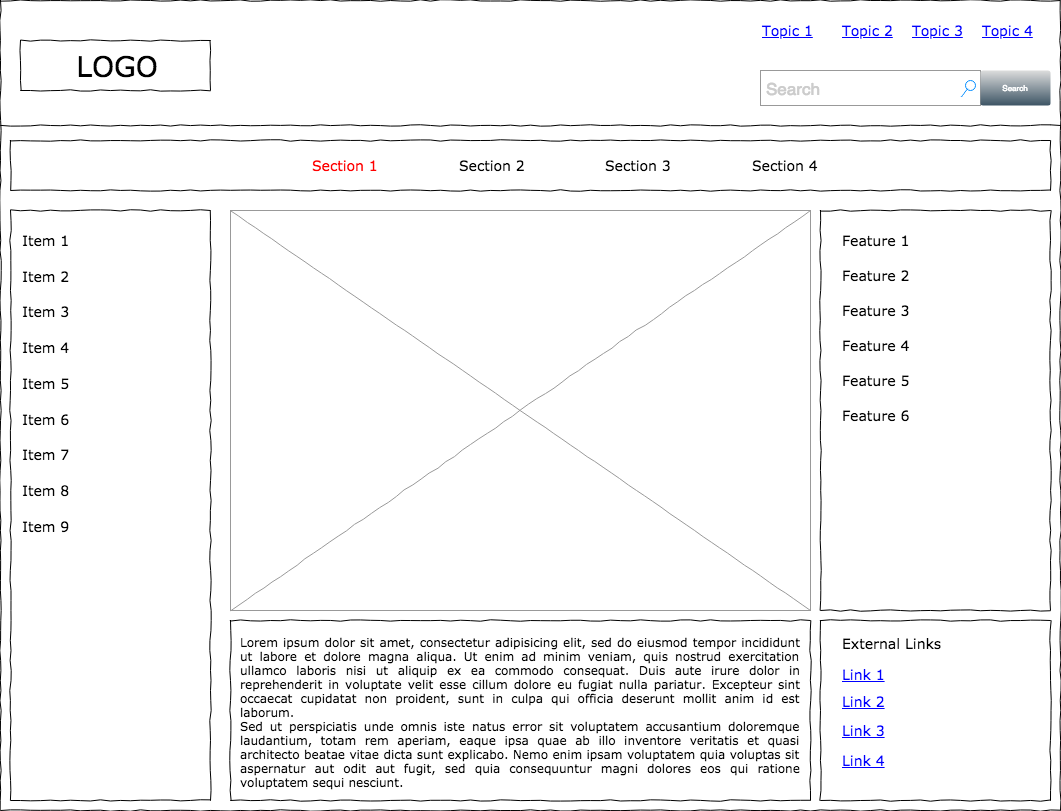 LOGO
Topic 1 Topic 2 Topic 3 Topic 4
Search Search
Section 1 Section 2 Section 3 Section 4
Item 1
Item 2
Item 3
Item 4
Item 5
Item 6
Item 7
Item 8
Item 9
Feature 1
Feature 2
Feature 3
Feature 4
Feature 5
Feature 6
Lorem ipsum dolor sit amet, consectetur adipisicing elit, sed do eiusmod tempor incididunt
ut labore et dolore magna aliqua. Ut enim ad minim veniam, quis nostrud exercitation
ullamco laboris nisi ut aliquip ex ea commodo consequat. Duis aute irure dolor in
reprehenderit in voluptate velit esse cillum dolore eu fugiat nulla pariatur. Excepteur sint
occaecat cupidatat non proident, sunt in culpa qui officia deserunt mollit anim id est
laborum.
Sed ut perspiciatis unde omnis iste natus error sit voluptatem accusantium doloremque
laudantium, totam rem aperiam, eaque ipsa quae ab illo inventore veritatis et quasi
architecto beatae vitae dicta sunt explicabo. Nemo enim ipsam voluptatem quia voluptas sit
aspernatur aut odit aut fugit, sed quia consequuntur magni dolores eos qui ratione
voluptatem sequi nesciunt.
External Links
Link 1
Link 2
Link 3
Link 4